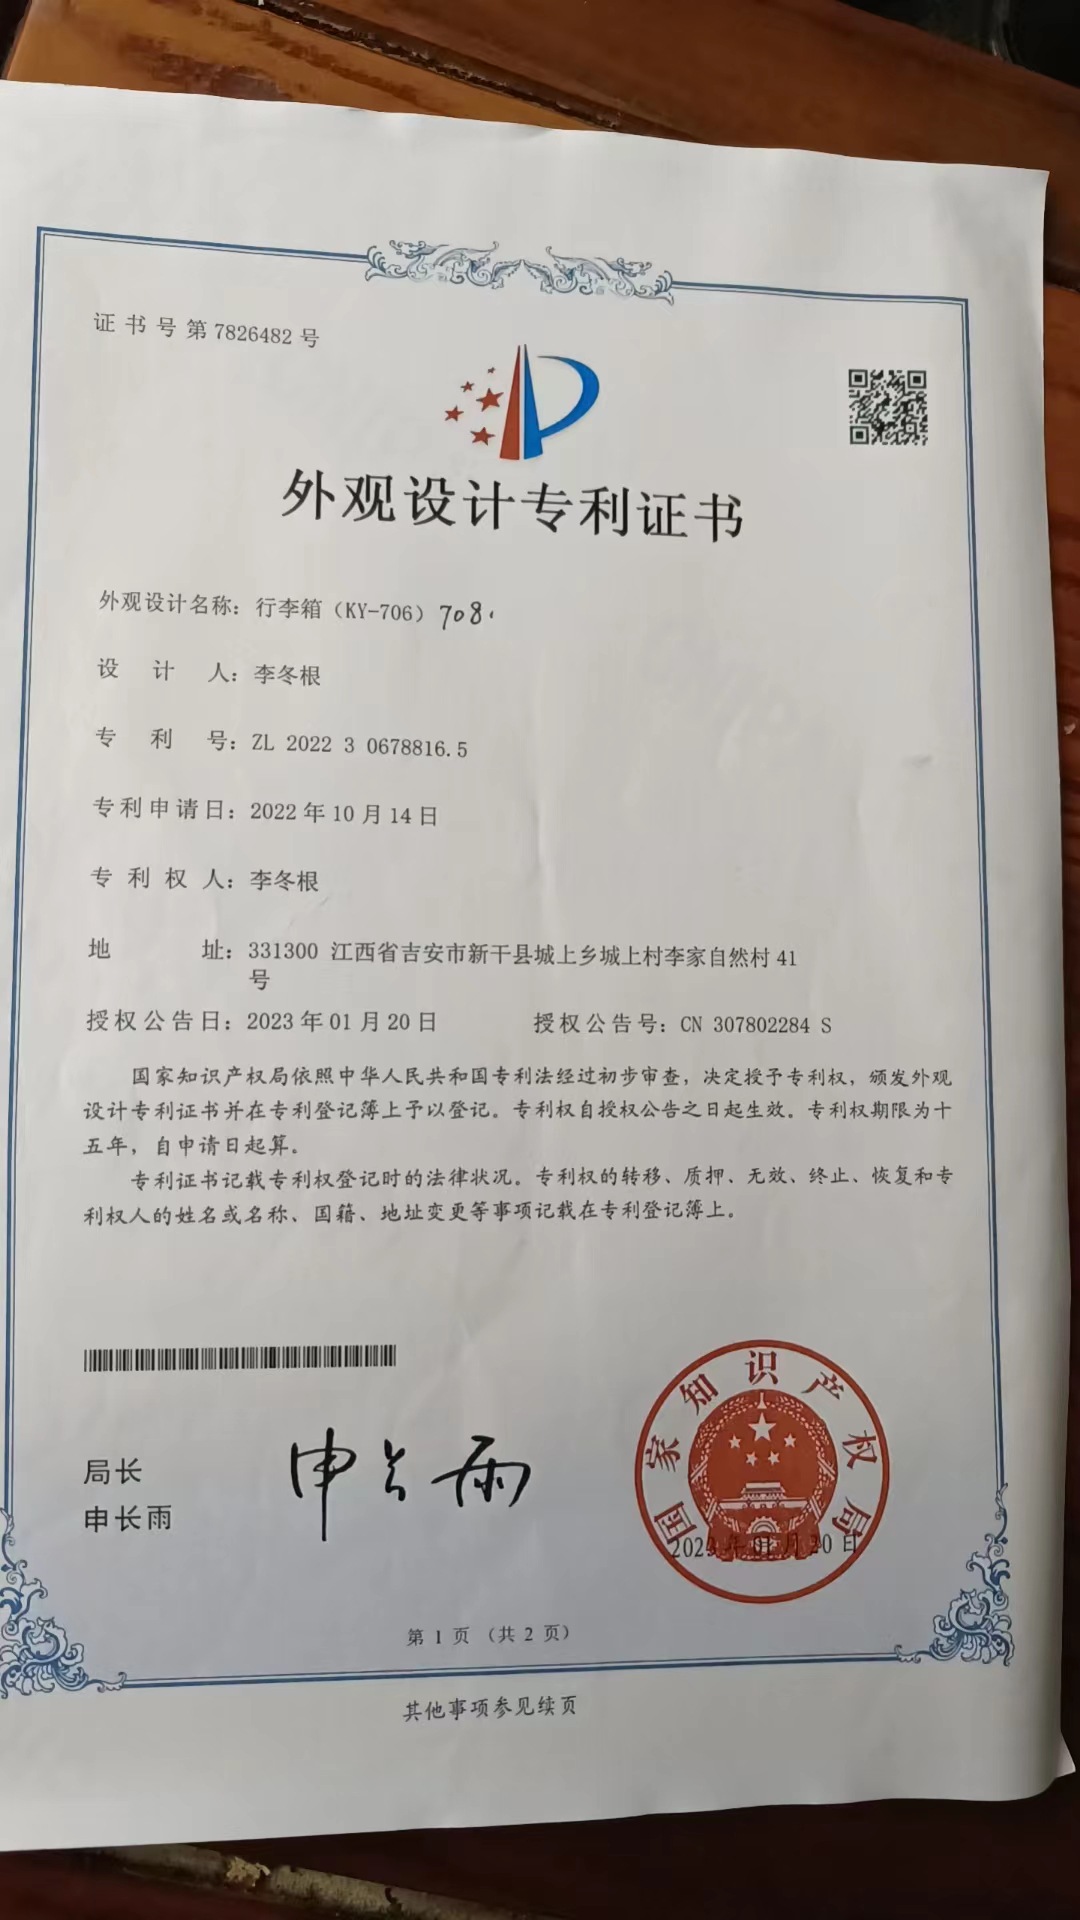 证书号第7826482号
外观设计专利证书
外观设计名称：行李箱（KY-706）708.
设计人：李冬根
专利号：ZL 2022 3 0678816.5
专利申请日：2022年10月14日
专利权人：李冬根
地址：331300 江西省吉安市新干县城上乡城上村李家自然村41
号
授权公告日：2023年01月20日 授权公告号：CN 307802284 S
国家知识产权局依照中华人民共和国专利法经过初步审查，决定授予专利权，颁发外观
设计专利证书并在专利登记簿上予以登记。专利权自授权公告之日起生效。专利权期限为十
五年，自申请日起算。
专利证书记载专利权登记时的法律状况。专利权的转移、质押、无效、终止、恢复和专
利权人的姓名或名称、国籍、地址变更等事项记载在专利登记簿上。
局长
申长雨
申长雨
国家知识产权局
2023年01月20日
第 1 页 （共 2 页）
其他事项参见续页